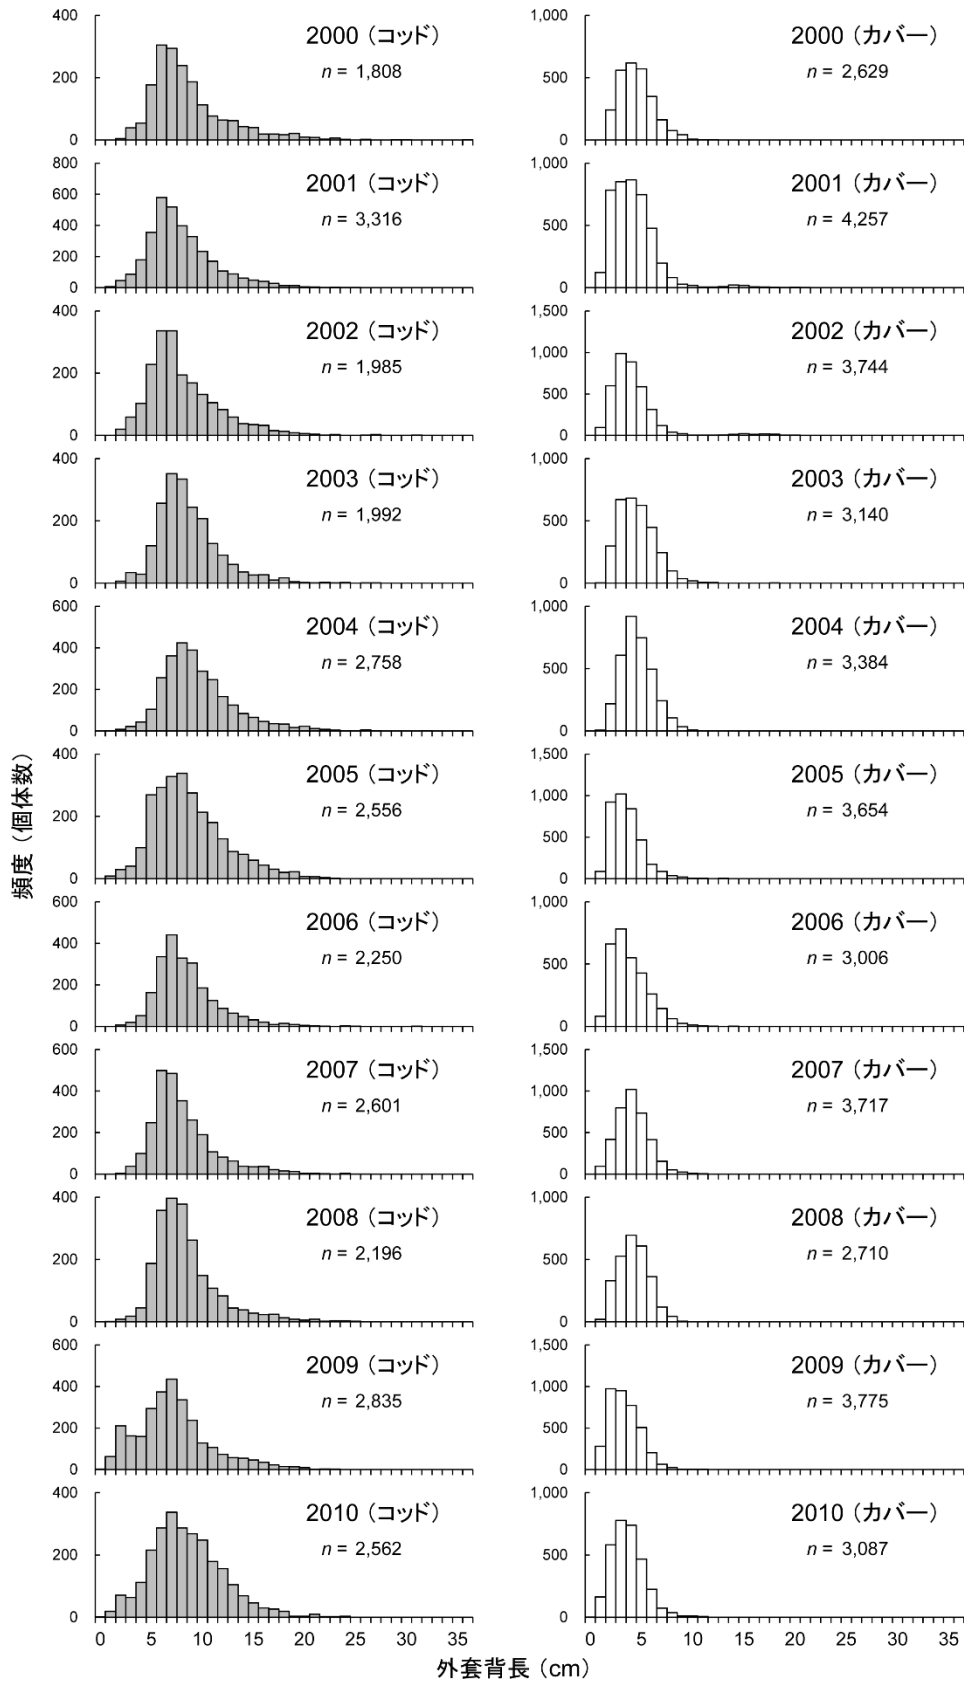 頻度（個体数）
400
200
0
2000（コッド）
n = 1,808
1,000
500
0
2000（カバー）
n = 2,629
800
600
400
200
0
2001（コッド）
n = 3,316
1,000
500
0
2001（カバー）
n = 4,257
400
200
0
2002（コッド）
n = 1,985
1,500
1,000
500
0
2002（カバー）
n = 3,744
400
200
0
2003（コッド）
n = 1,992
1,000
500
0
2003（カバー）
n = 3,140
600
400
200
0
2004（コッド）
n = 2,758
1,000
500
0
2004（カバー）
n = 3,384
400
200
0
2005（コッド）
n = 2,556
1,500
1,000
500
0
2005（カバー）
n = 3,654
600
400
200
0
2006（コッド）
n = 2,250
1,000
500
0
2006（カバー）
n = 3,006
600
400
200
0
2007（コッド）
n = 2,601
1,500
1,000
500
0
2007（カバー）
n = 3,717
400
200
0
2008（コッド）
n = 2,196
1,000
500
0
2008（カバー）
n = 2,710
600
400
200
0
2009（コッド）
n = 2,835
1,500
1,000
500
0
2009（カバー）
n = 3,775
400
200
0
2010（コッド）
n = 2,562
1,000
500
0
2010（カバー）
n = 3,087
0 5 10 15 20 25 30 35
0 5 10 15 20 25 30 35
外套背長（cm）